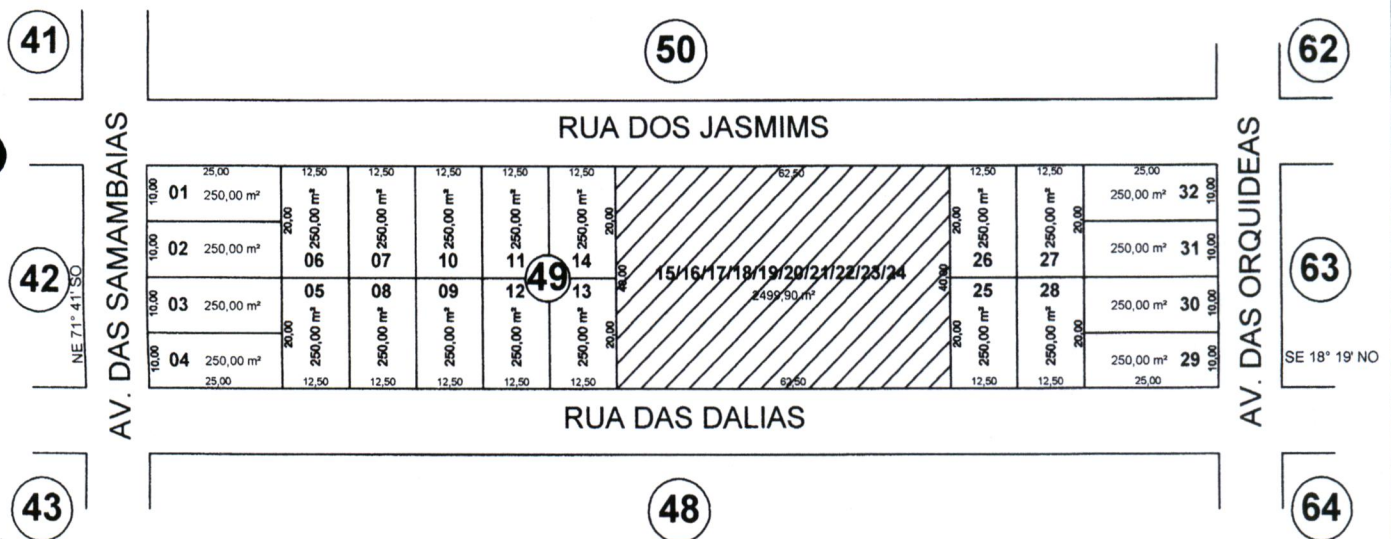 41
50
62
RUA DOS JASMIMS
AV. DAS SAMAMBAIAS
AV. DAS ORQUIDEAS
25,00 12,50 12,50 12,50 12,50 12,50 62,50 12,50 12,50 25,00
10,00 01 250,00 m²
10,00 02 250,00 m²
10,00 03 250,00 m²
10,00 04 250,00 m²
20,00 250,00 m² 250,00 m² 250,00 m² 250,00 m² 250,00 m² 20,00
06 07 10 11 14
49
05 08 09 12 13
20,00 250,00 m² 250,00 m² 250,00 m² 250,00 m² 250,00 m² 20,00
40,00 15/16/17/18/19/20/21/22/23/24 40,00
2499,90 m²
20,00 250,00 m² 250,00 m² 20,00
26 27
25 28
20,00 250,00 m² 250,00 m² 20,00
250,00 m² 32 10,00
250,00 m² 31 10,00
250,00 m² 30 10,00
250,00 m² 29 10,00
25,00 12,50 12,50 12,50 12,50 12,50 62,50 12,50 12,50 25,00
42
NE 71° 41' SO
63
SE 18° 19' NO
RUA DAS DALIAS
43
48
64